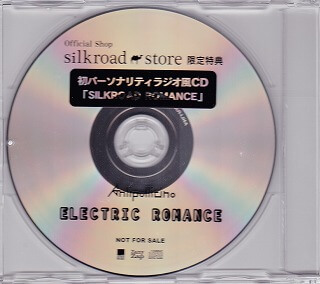 Official Shop
silkroad store 限定特典
初パーソナリティラジオ風CD
「SILKROAD ROMANCE」
ELECTRIC ROMANCE
NOT FOR SALE